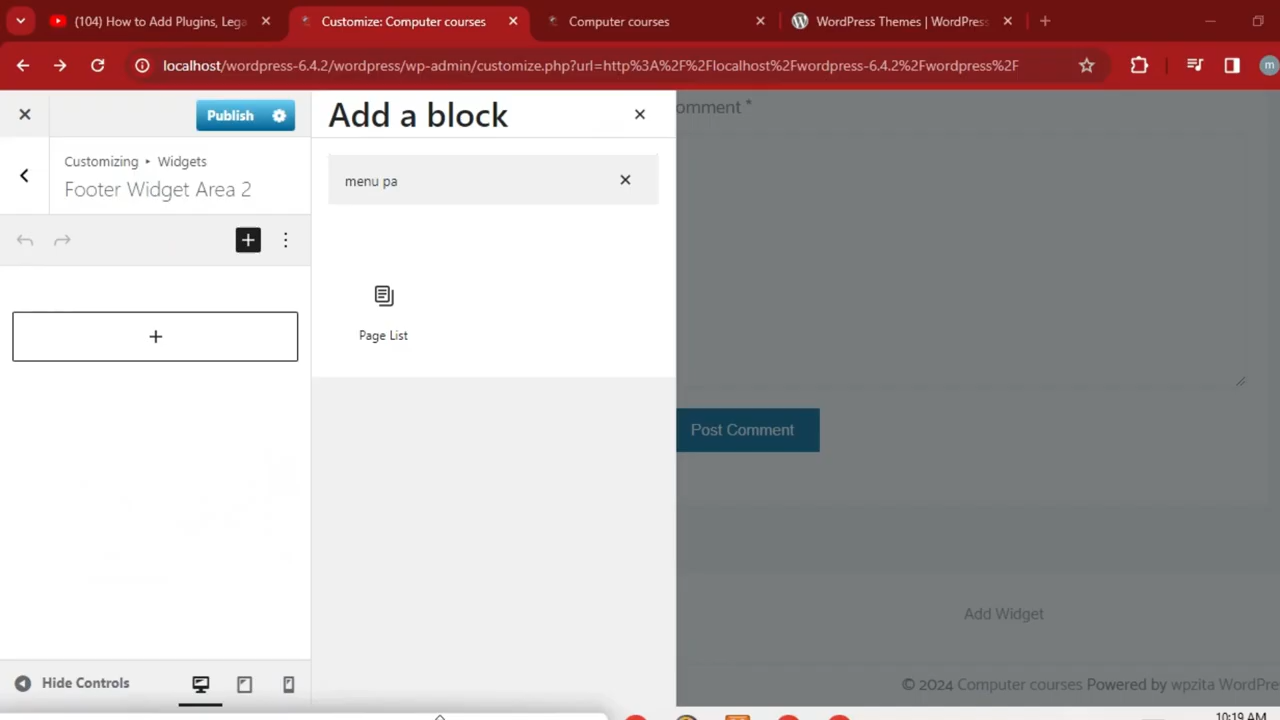 (104) How to Add Plugins, Lega
Customize: Computer courses
Computer courses
WordPress Themes | WordPress
localhost/wordpress-6.4.2/wordpress/wp-admin/customize.php?url=http%3A%2F%2Flocalhost%2Fwordpress-6.4.2%2Fwordpress%2F
m
Publish
Add a block
omment *
Customizing ▸ Widgets
Footer Widget Area 2
menu pa
Page List
Post Comment
Add Widget
Hide Controls
© 2024 Computer courses Powered by wpzita WordPre
10:19 AM